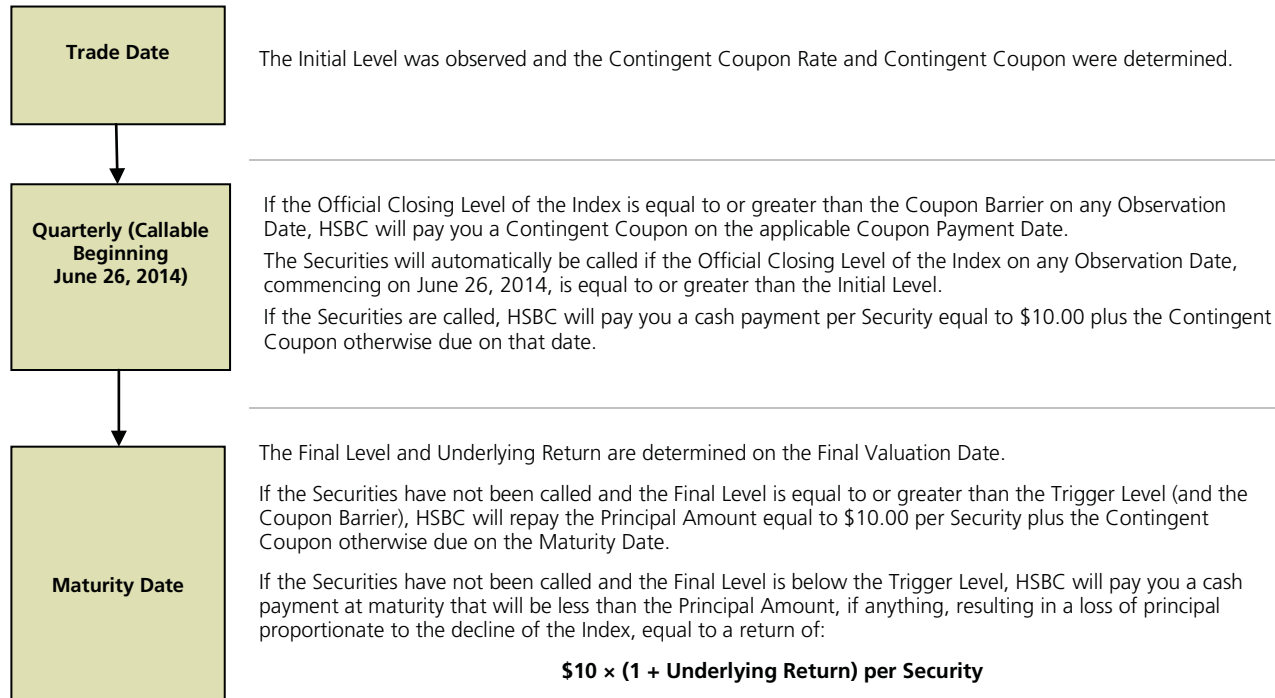 Trade Date
The Initial Level was observed and the Contingent Coupon Rate and Contingent Coupon were determined.
Quarterly (Callable
Beginning
June 26, 2014)
If the Official Closing Level of the Index is equal to or greater than the Coupon Barrier on any Observation
Date, HSBC will pay you a Contingent Coupon on the applicable Coupon Payment Date.
The Securities will automatically be called if the Official Closing Level of the Index on any Observation Date,
commencing on June 26, 2014, is equal to or greater than the Initial Level.
If the Securities are called, HSBC will pay you a cash payment per Security equal to $10.00 plus the Contingent
Coupon otherwise due on that date.
Maturity Date
The Final Level and Underlying Return are determined on the Final Valuation Date.
If the Securities have not been called and the Final Level is equal to or greater than the Trigger Level (and the
Coupon Barrier), HSBC will repay the Principal Amount equal to $10.00 per Security plus the Contingent
Coupon otherwise due on the Maturity Date.
If the Securities have not been called and the Final Level is below the Trigger Level, HSBC will pay you a cash
payment at maturity that will be less than the Principal Amount, if anything, resulting in a loss of principal
proportionate to the decline of the Index, equal to a return of:
$10 × (1 + Underlying Return) per Security